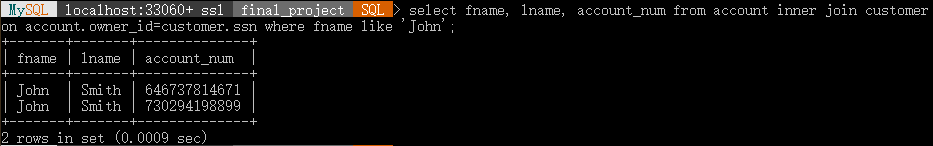 MySQL localhost:33060+ ssl final_project SQL > select fname, lname, account_num from account inner join customer
on account.owner_id=customer.ssn where fname like 'John';
+-------+-------+--------------+
| fname | lname | account_num  |
+-------+-------+--------------+
| John  | Smith | 646737814671 |
| John  | Smith | 730294198899 |
+-------+-------+--------------+
2 rows in set (0.0009 sec)